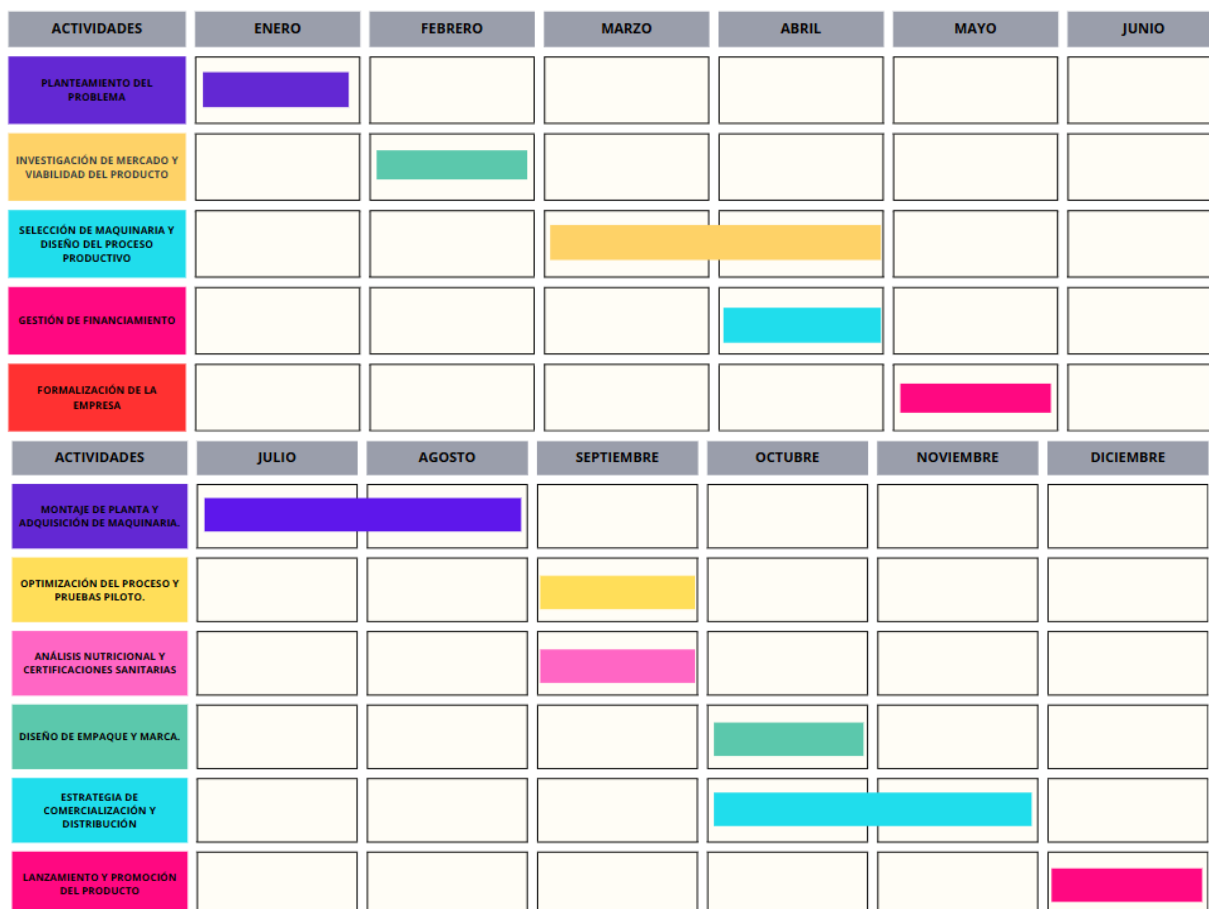 ACTIVIDADES ENERO FEBRERO MARZO ABRIL MAYO JUNIO
PLANTEAMIENTO DEL
PROBLEMA
INVESTIGACIÓN DE MERCADO Y
VIABILIDAD DEL PRODUCTO
SELECCIÓN DE MAQUINARIA Y
DISEÑO DEL PROCESO
PRODUCTIVO
GESTIÓN DE FINANCIAMIENTO
FORMALIZACIÓN DE LA
EMPRESA
ACTIVIDADES JULIO AGOSTO SEPTIEMBRE OCTUBRE NOVIEMBRE DICIEMBRE
MONTAJE DE PLANTA Y
ADQUISICIÓN DE MAQUINARIA.
OPTIMIZACIÓN DEL PROCESO Y
PRUEBAS PILOTO.
ANÁLISIS NUTRICIONAL Y
CERTIFICACIONES SANITARIAS
DISEÑO DE EMPAQUE Y MARCA.
ESTRATEGIA DE
COMERCIALIZACIÓN Y
DISTRIBUCIÓN
LANZAMIENTO Y PROMOCIÓN
DEL PRODUCTO